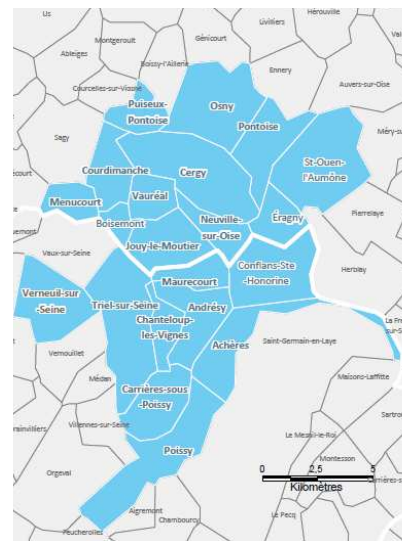 Us
Hérouville
Montgeroult
Livilliers
Ableiges
Génicourt
Boissy-l'Aillerie
Ennery
Courcelles-sur-Viosne
Auvers-sur-Oise
Puiseux-
Pontoise
Osny
Pontoise
Sagy
Méry-s
St-Ouen-
l'Aumône
Courdimanche
Cergy
Vauréal
Menucourt
Neuville-
sur-Oise
Éragny
Pierrelaye
Boisemont
Jouy-le-Moutier
Vaux-sur-Seine
Conflans-Ste
-Honorine
Herblay
Maurecourt
Verneuil-sur
-Seine
Triel-sur-Seine
Andrésy
Chanteloup-
les-Vignes
La Fre
Achères
Saint-Germain-en-Laye
Vernouillet
Médan
Maisons-Laffitte
Carrières-sous
-Poissy
Sartrou
Villennes-sur-Seine
Le Mesnil-le-Roi
Poissy
Montesson
Orgeval
0 2,5 5
Kilomètres
Aigremont
Chambourcy
Le Pecq
Feucherolles